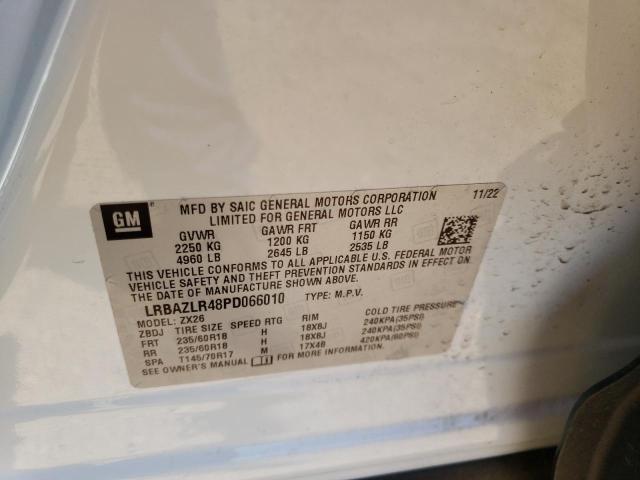 GM
MFD BY SAIC GENERAL MOTORS CORPORATION 11/22
LIMITED FOR GENERAL MOTORS LLC
GVWR GAWR FRT GAWR RR
2250 KG 1200 KG 1150 KG
4960 LB 2645 LB 2535 LB
THIS VEHICLE CONFORMS TO ALL APPLICABLE U.S. FEDERAL MOTOR
VEHICLE SAFETY AND THEFT PREVENTION STANDARDS IN EFFECT ON
THE DATE OF MANUFACTURE SHOWN ABOVE.
LRBAZLR48PD066010 TYPE: M.P.V.
MODEL: ZX26
ZBDJ TIRE SIZE SPEED RTG RIM COLD TIRE PRESSURE
FRT 235/60R18 H 18X8J 240KPA(35PSI)
RR 235/60R18 H 18X8J 240KPA(35PSI)
SPA T145/70R17 M 17X4B 420KPA(60PSI)
SEE OWNER'S MANUAL FOR MORE INFORMATION.